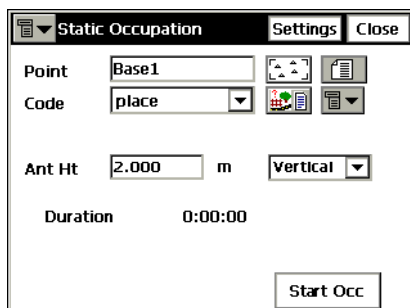 Static Occupation Settings Close
Point Base1
Code place
Ant Ht 2.000 m Vertical
Duration 0:00:00
Start Occ